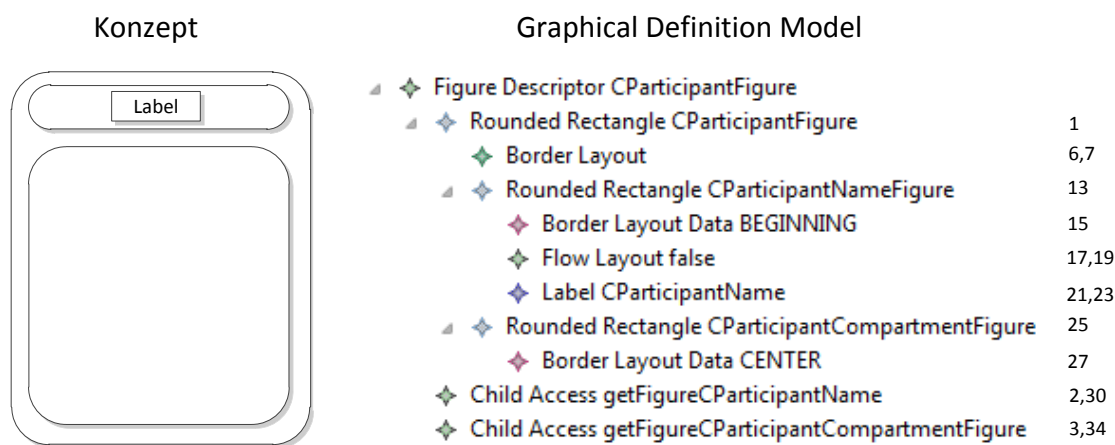 Konzept
Graphical Definition Model
Label
Figure Descriptor CParticipantFigure
Rounded Rectangle CParticipantFigure 1
Border Layout 6,7
Rounded Rectangle CParticipantNameFigure 13
Border Layout Data BEGINNING 15
Flow Layout false 17,19
Label CParticipantName 21,23
Rounded Rectangle CParticipantCompartmentFigure 25
Border Layout Data CENTER 27
Child Access getFigureCParticipantName 2,30
Child Access getFigureCParticipantCompartmentFigure 3,34